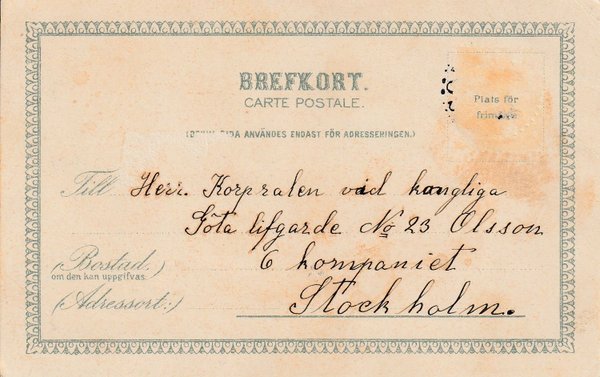 BREFKORT.
CARTE POSTALE.
Plats för
frimärke
(DENNA SIDA ANVÄNDES ENDAST FÖR ADRESSERINGEN.)
Till Herr. Korpralen vid kongliga
Göta lifgarde No 23 Olsson
(Bostad.) 6 kompaniet
om den kan uppgifvas.
(Adressort:) Stockholm.